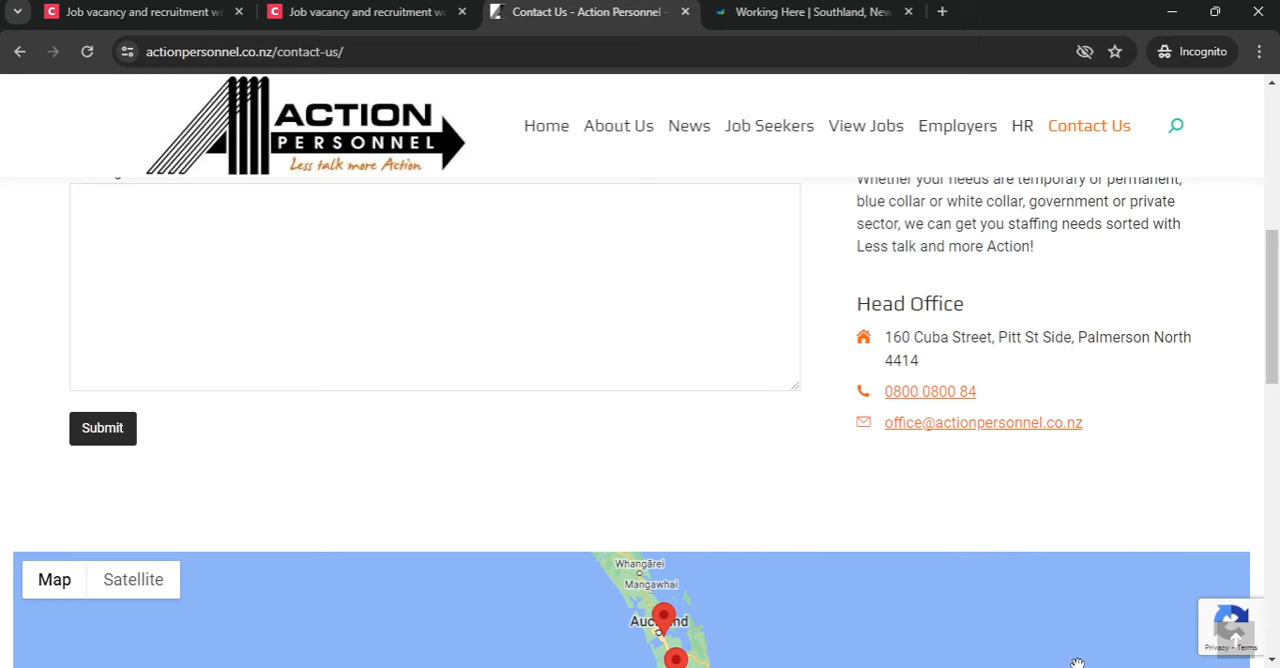 Job vacancy and recruitment w
Job vacancy and recruitment w
Contact Us - Action Personnel -
Working Here | Southland, New
actionpersonnel.co.nz/contact-us/
Incognito
ACTION
PERSONNEL
Less talk more Action
Home About Us News Job Seekers View Jobs Employers HR Contact Us
Whether your needs are temporary or permanent,
blue collar or white collar, government or private
sector, we can get you staffing needs sorted with
Less talk and more Action!
Head Office
160 Cuba Street, Pitt St Side, Palmerson North
4414
0800 0800 84
office@actionpersonnel.co.nz
Submit
Map Satellite
Whangārei
Mangawhai
Auckland
Privacy - Terms